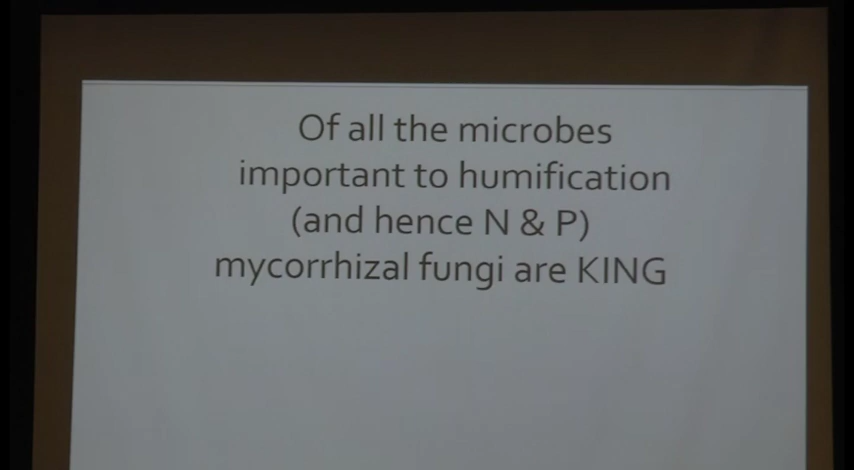 Of all the microbes
important to humification
(and hence N & P)
mycorrhizal fungi are KING